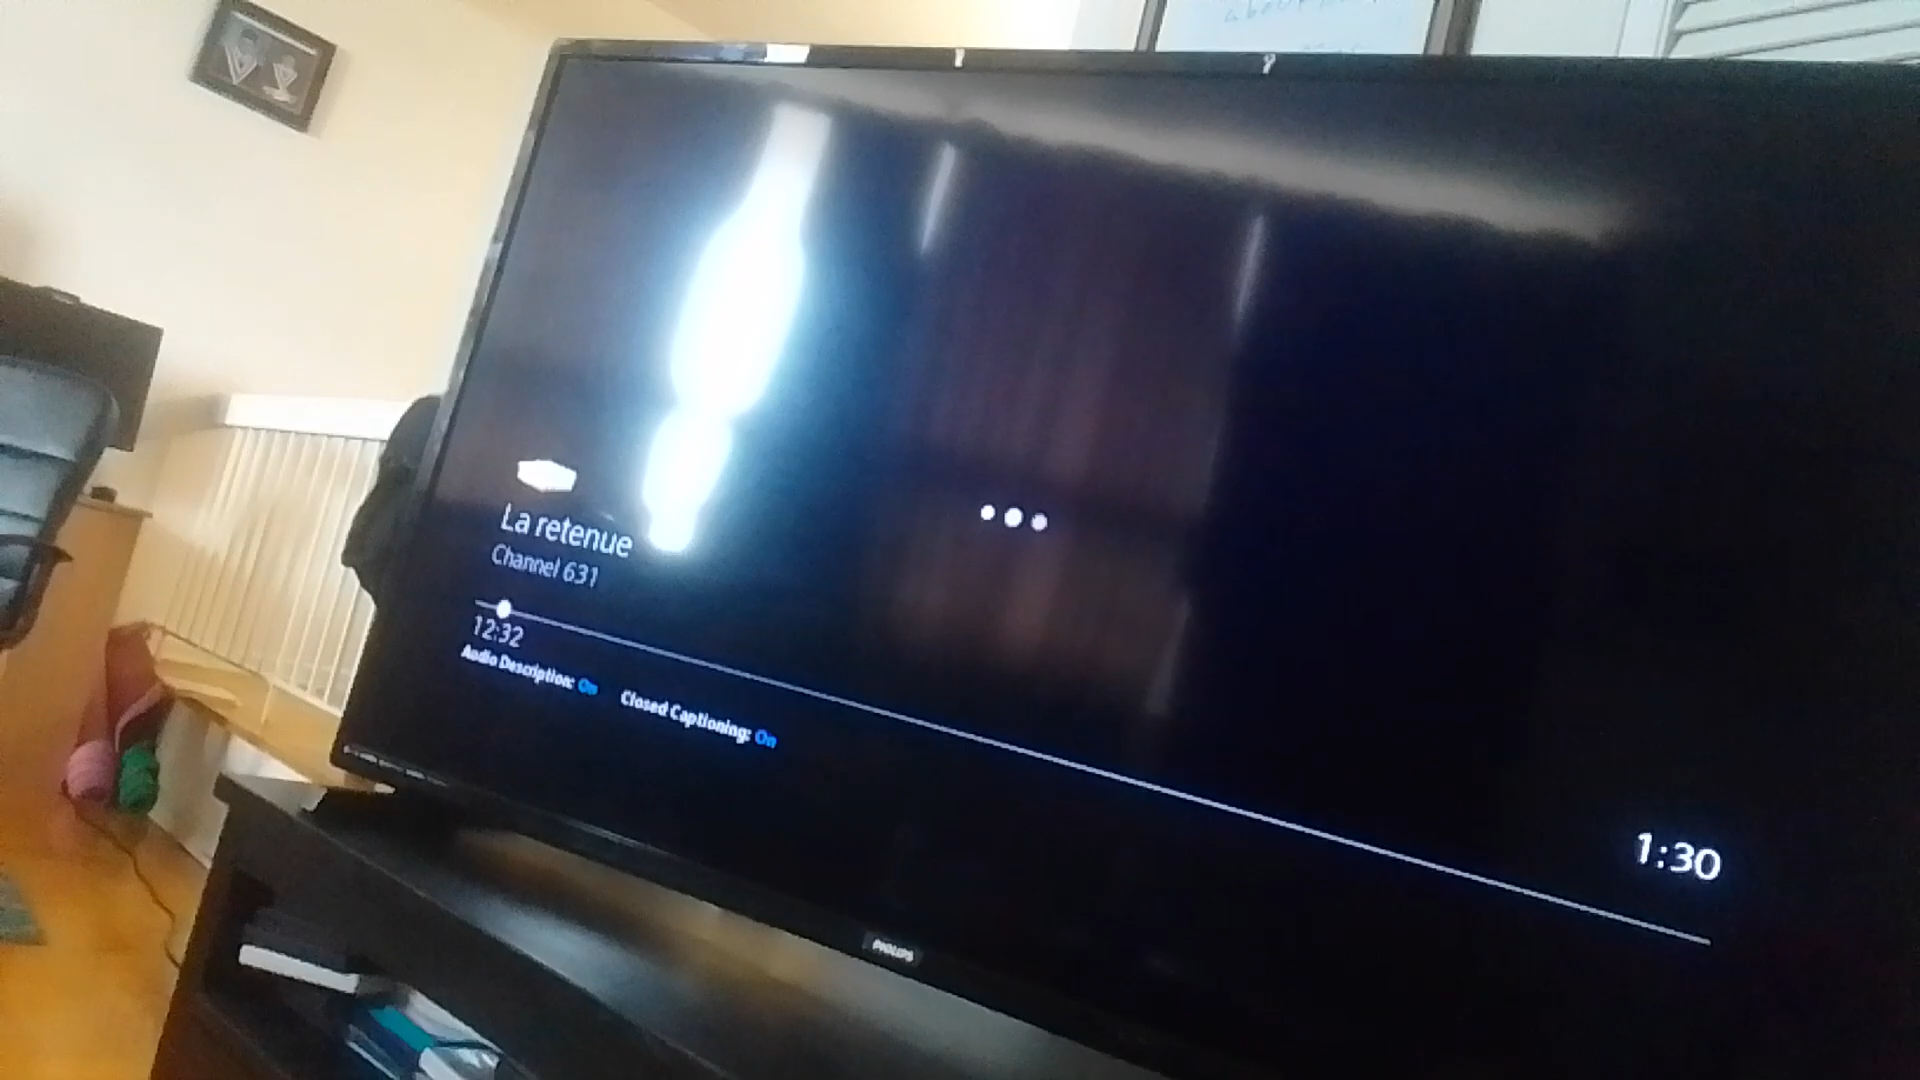 La retenue
Channel 631
12:32
1:30
Audio Description: On Closed Captioning: On
PHILIPS